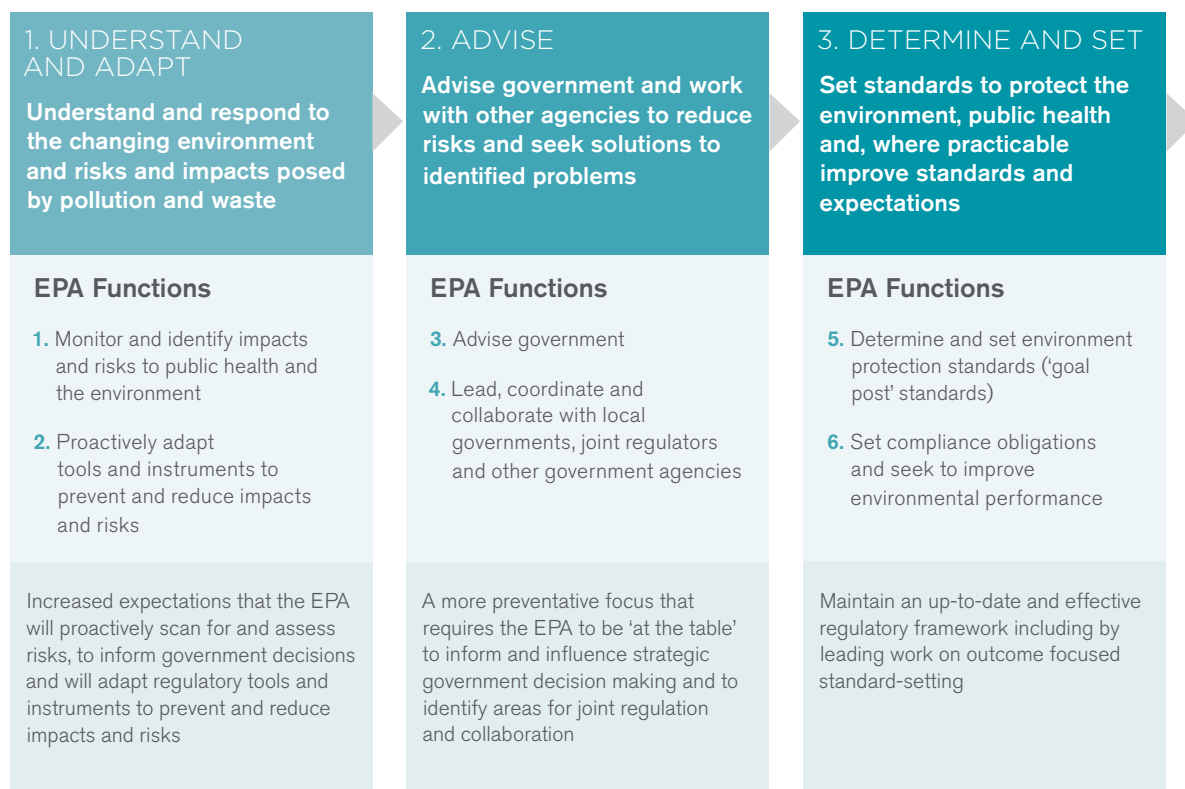 1. UNDERSTAND
AND ADAPT
Understand and respond to
the changing environment
and risks and impacts posed
by pollution and waste
EPA Functions
1. Monitor and identify impacts
and risks to public health and
the environment
2. Proactively adapt
tools and instruments to
prevent and reduce impacts
and risks
Increased expectations that the EPA
will proactively scan for and assess
risks, to inform government decisions
and will adapt regulatory tools and
instruments to prevent and reduce
impacts and risks
2. ADVISE
Advise government and work
with other agencies to reduce
risks and seek solutions to
identified problems
EPA Functions
3. Advise government
4. Lead, coordinate and
collaborate with local
governments, joint regulators
and other government agencies
A more preventative focus that
requires the EPA to be ‘at the table’
to inform and influence strategic
government decision making and to
identify areas for joint regulation
and collaboration
3. DETERMINE AND SET
Set standards to protect the
environment, public health
and, where practicable
improve standards and
expectations
EPA Functions
5. Determine and set environment
protection standards (‘goal
post’ standards)
6. Set compliance obligations
and seek to improve
environmental performance
Maintain an up-to-date and effective
regulatory framework including by
leading work on outcome focused
standard-setting